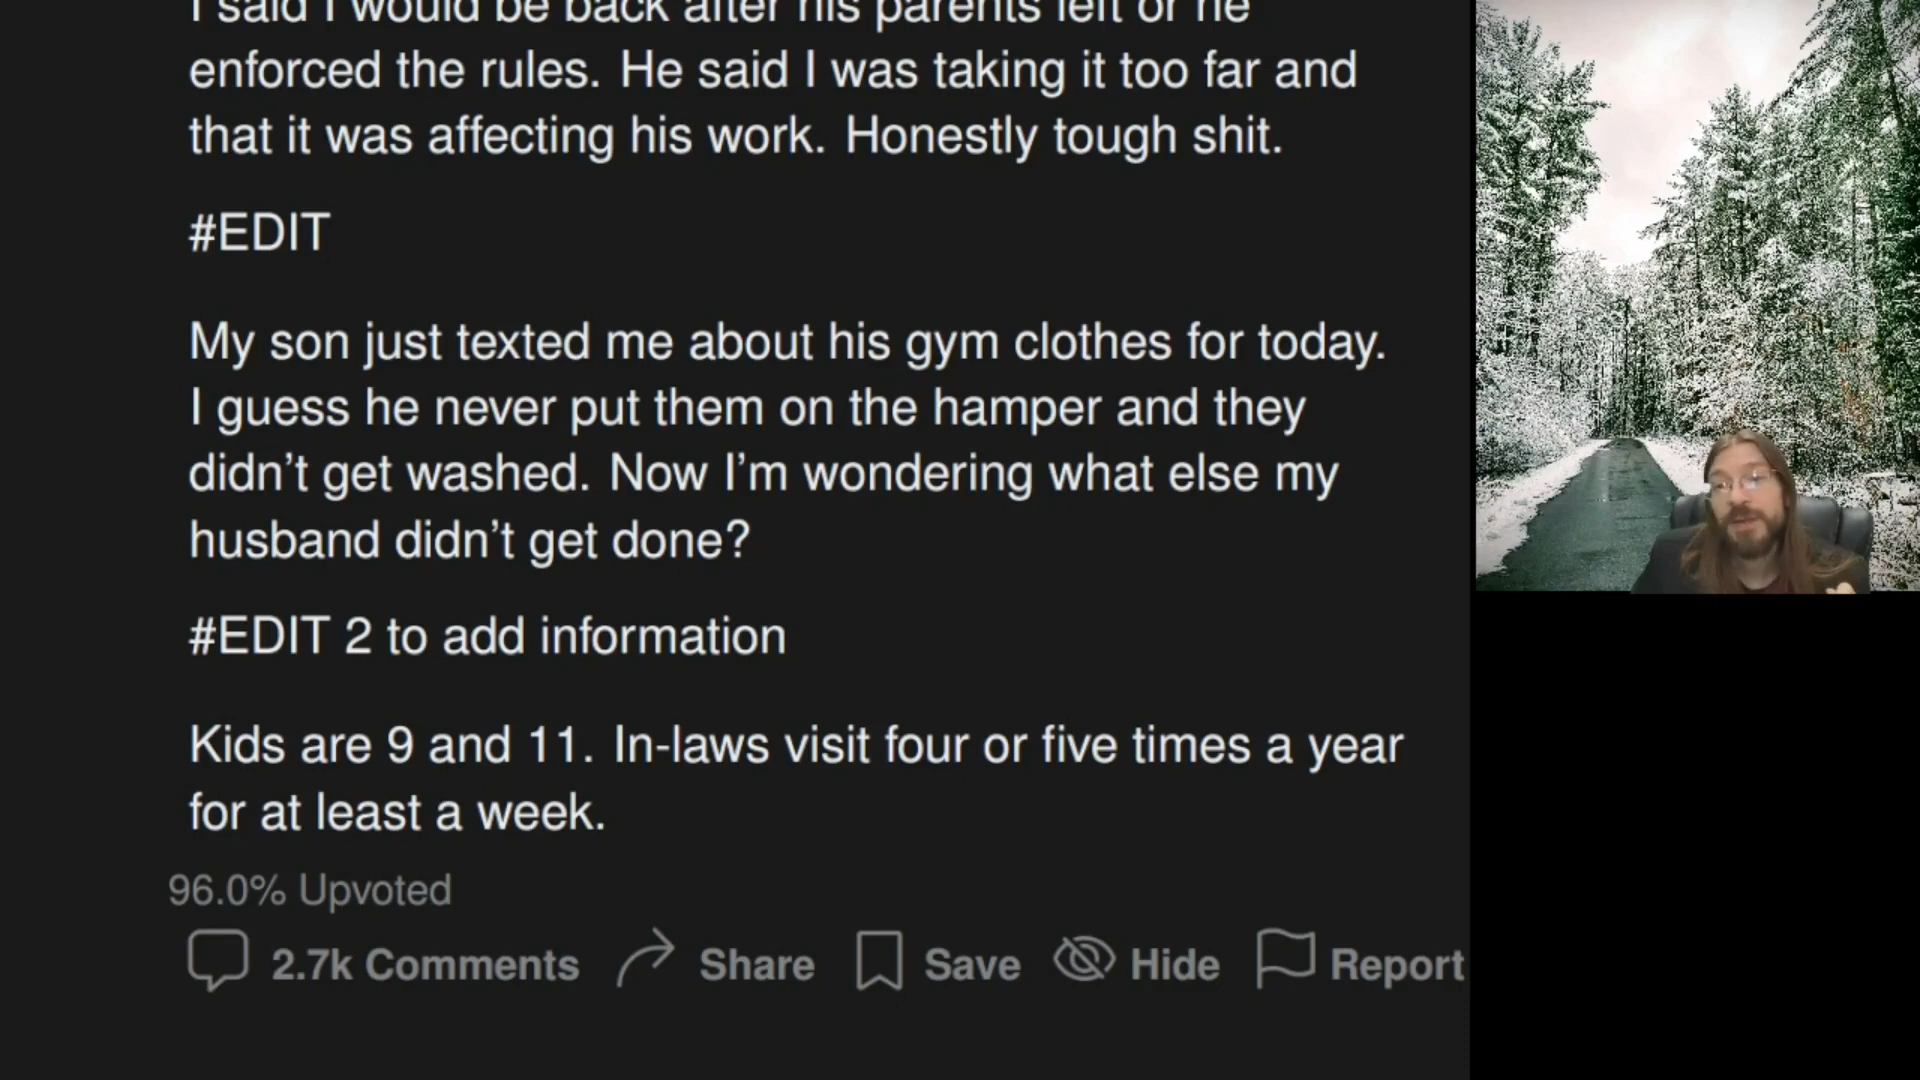 I said I would be back after his parents left or he
enforced the rules. He said I was taking it too far and
that it was affecting his work. Honestly tough shit.
#EDIT
My son just texted me about his gym clothes for today.
I guess he never put them on the hamper and they
didn’t get washed. Now I’m wondering what else my
husband didn’t get done?
#EDIT 2 to add information
Kids are 9 and 11. In-laws visit four or five times a year
for at least a week.
96.0% Upvoted
2.7k Comments Share Save Hide Report